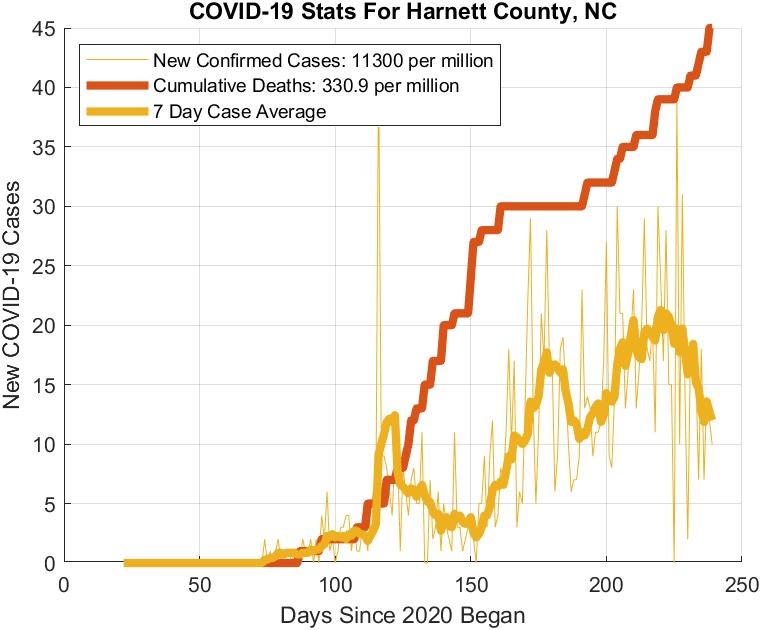 COVID-19 Stats For Harnett County, NC
New Confirmed Cases: 11300 per million
Cumulative Deaths: 330.9 per million
7 Day Case Average
New COVID-19 Cases
45
40
35
30
25
20
15
10
5
0
0 50 100 150 200 250
Days Since 2020 Began